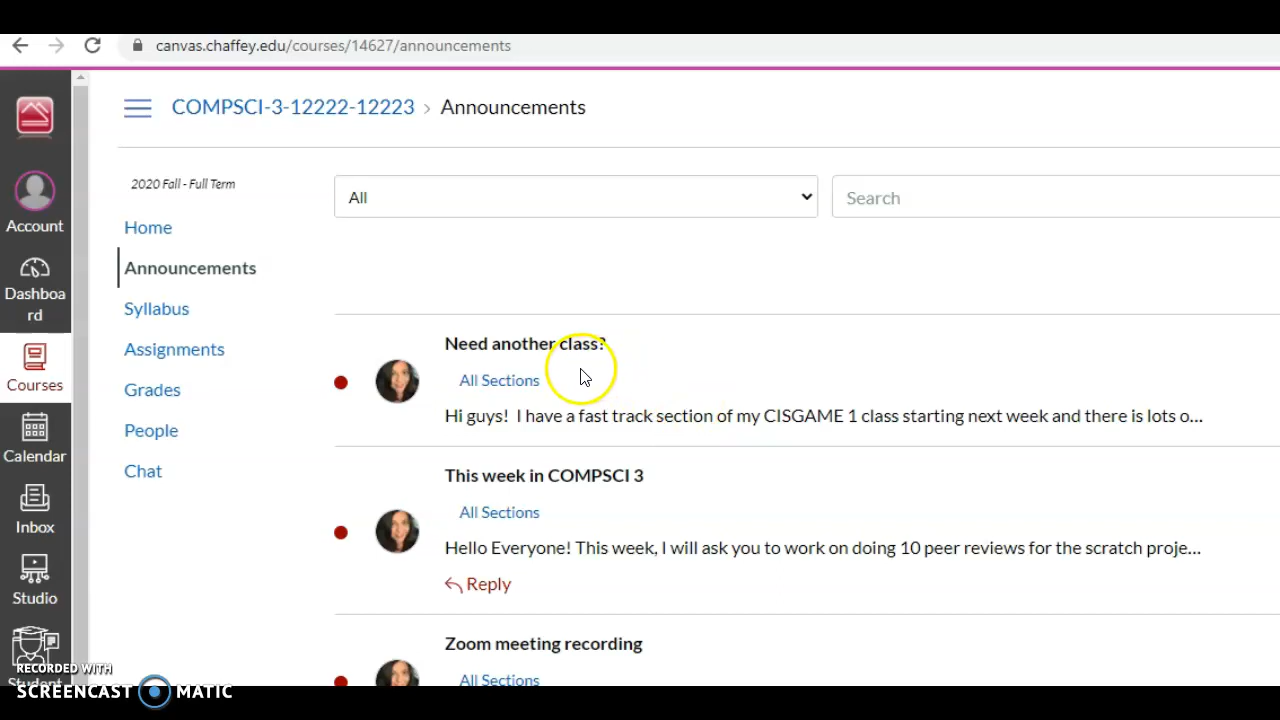 canvas.chaffey.edu/courses/14627/announcements
COMPSCI-3-12222-12223 › Announcements
2020 Fall - Full Term
All
Search
Account
Dashboa
rd
Courses
Calendar
Inbox
Studio
Home
Announcements
Syllabus
Assignments
Grades
People
Chat
Need another class?
All Sections
Hi guys! I have a fast track section of my CISGAME 1 class starting next week and there is lots o...
This week in COMPSCI 3
All Sections
Hello Everyone! This week, I will ask you to work on doing 10 peer reviews for the scratch proje...
Reply
Zoom meeting recording
All Sections
RECORDED WITH
SCREENCAST MATIC